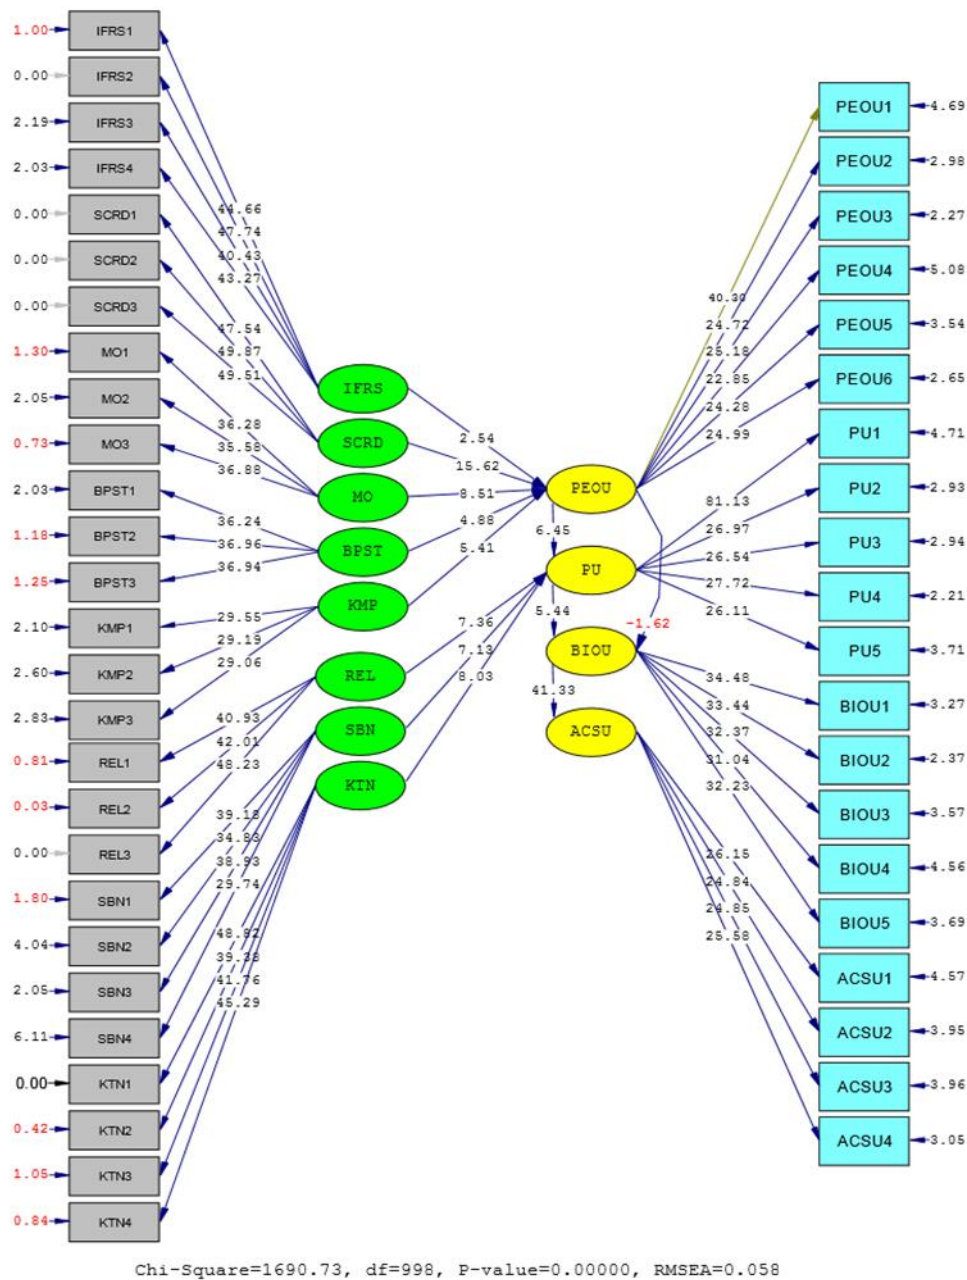 1.00 IFRS1
0.00 IFRS2
2.19 IFRS3
2.03 IFRS4
0.00 SCRD1
0.00 SCRD2
0.00 SCRD3
1.30 MO1
2.05 MO2
0.73 MO3
2.03 BPST1
1.18 BPST2
1.25 BPST3
2.10 KMP1
2.60 KMP2
2.83 KMP3
0.81 REL1
0.03 REL2
0.00 REL3
1.80 SBN1
4.04 SBN2
2.05 SBN3
6.11 SBN4
0.00 KTN1
0.42 KTN2
1.05 KTN3
0.84 KTN4
44.66
47.74
40.43
43.27
47.54
49.87
49.51
36.28
35.58
36.88
36.24
36.96
36.94
29.55
29.19
29.06
40.93
42.01
48.23
39.18
34.83
38.93
29.74
48.82
39.38
41.76
45.29
IFRS
SCRD
MO
BPST
KMP
REL
SBN
KTN
2.54
15.62
8.51
4.88
5.41
7.36
7.13
8.03
PEOU
6.45
PU
5.44
-1.62
BIOU
41.33
ACSU
40.30
24.72
25.18
22.85
24.28
24.99
81.13
26.97
26.54
27.72
26.11
34.48
33.44
32.37
31.04
32.23
26.15
24.84
24.85
25.58
PEOU1 4.69
PEOU2 2.98
PEOU3 2.27
PEOU4 5.08
PEOU5 3.54
PEOU6 2.65
PU1 4.71
PU2 2.93
PU3 2.94
PU4 2.21
PU5 3.71
BIOU1 3.27
BIOU2 2.37
BIOU3 3.57
BIOU4 4.56
BIOU5 3.69
ACSU1 4.57
ACSU2 3.95
ACSU3 3.96
ACSU4 3.05
Chi-Square=1690.73, df=998, P-value=0.00000, RMSEA=0.058